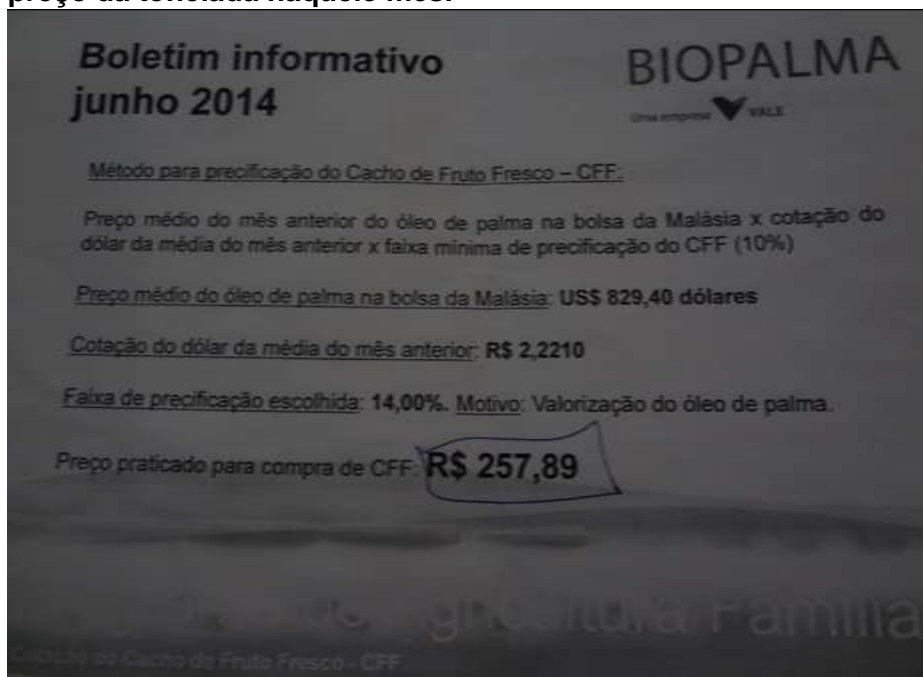 preço da tonelada naquele mês.
Boletim informativo
junho 2014
BIOPALMA
Uma empresa VALE
Método para precificação do Cacho de Fruto Fresco – CFF:
Preço médio do mês anterior do óleo de palma na bolsa da Malásia x cotação do
dólar da média do mês anterior x faixa mínima de precificação do CFF (10%)
Preço médio do óleo de palma na bolsa da Malásia: US$ 829,40 dólares
Cotação do dólar da média do mês anterior: R$ 2,2210
Faixa de precificação escolhida: 14,00%. Motivo: Valorização do óleo de palma.
Preço praticado para compra de CFF: R$ 257,89
Agricultura Familia
Cotação do Cacho de Fruto Fresco - CFF